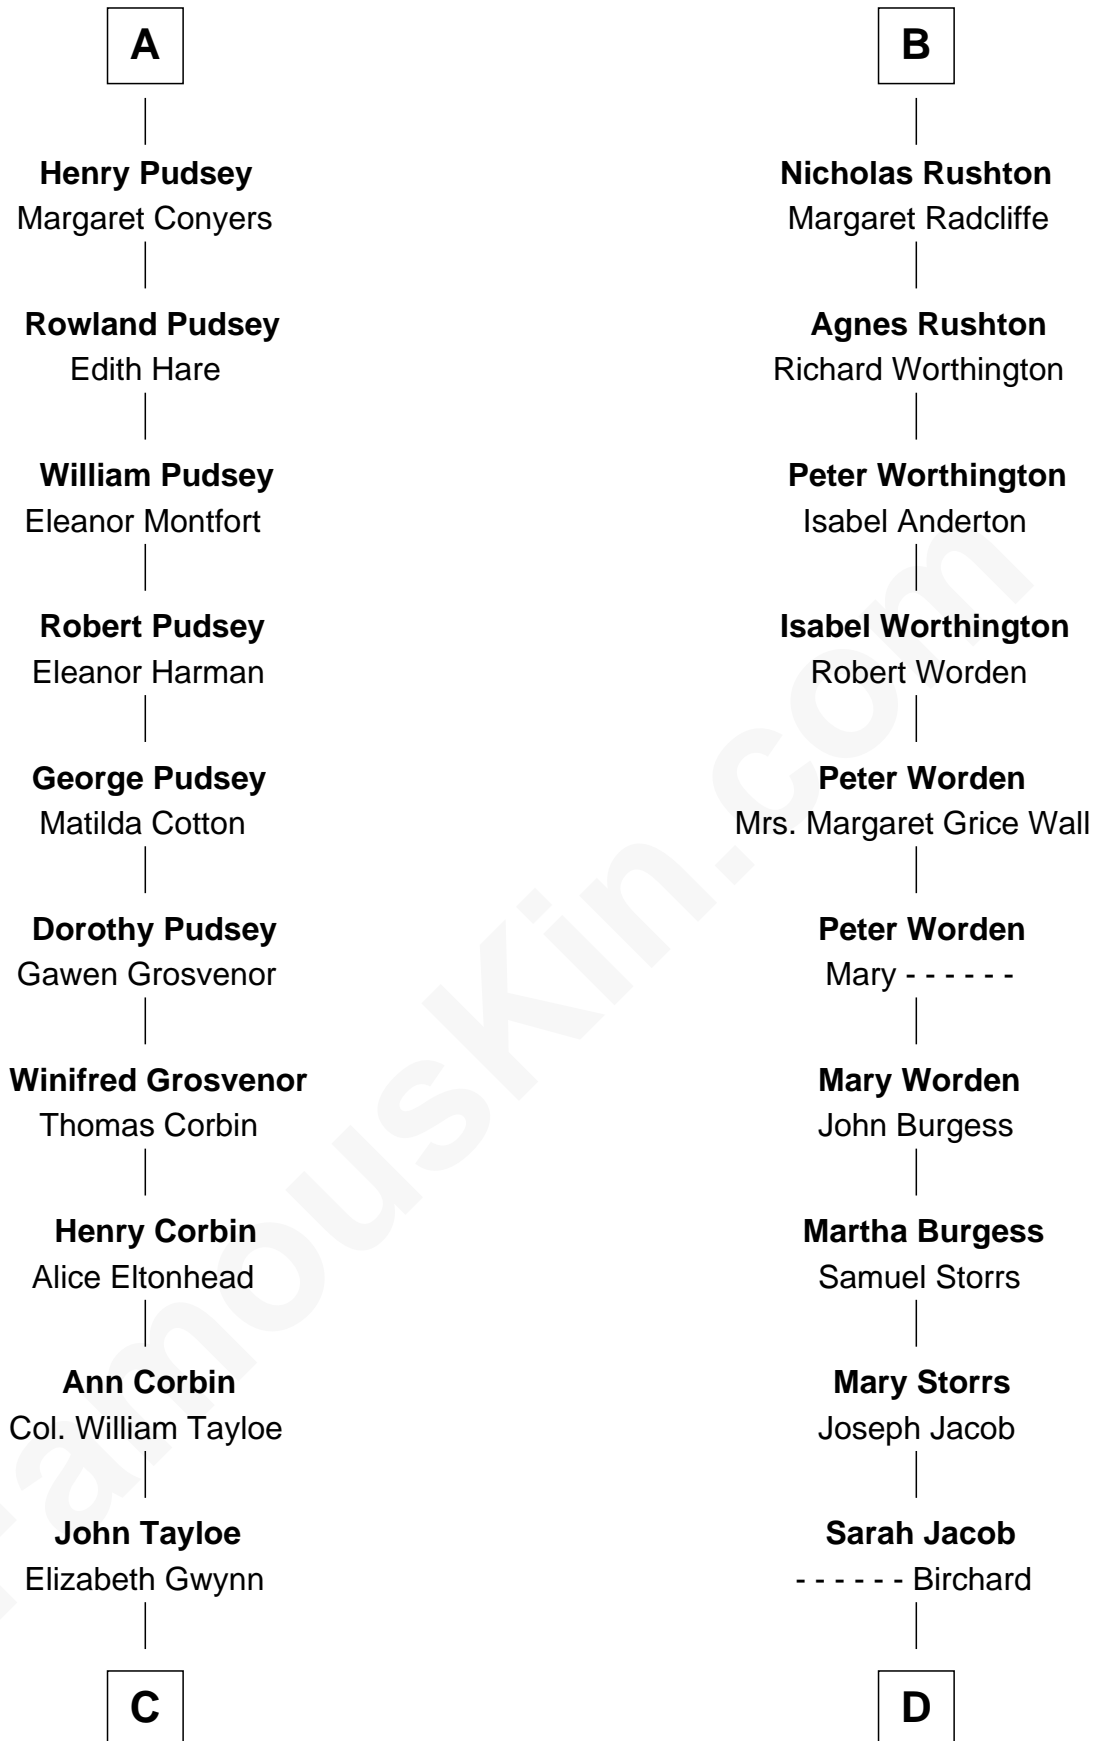 A
Henry Pudsey
Margaret Conyers
Rowland Pudsey
Edith Hare
William Pudsey
Eleanor Montfort
Robert Pudsey
Eleanor Harman
George Pudsey
Matilda Cotton
Dorothy Pudsey
Gawen Grosvenor
Winifred Grosvenor
Thomas Corbin
Henry Corbin
Alice Eltonhead
Ann Corbin
Col. William Tayloe
John Tayloe
Elizabeth Gwynn
C
B
Nicholas Rushton
Margaret Radcliffe
Agnes Rushton
Richard Worthington
Peter Worthington
Isabel Anderton
Isabel Worthington
Robert Worden
Peter Worden
Mrs. Margaret Grice Wall
Peter Worden
Mary - - - - - -
Mary Worden
John Burgess
Martha Burgess
Samuel Storrs
Mary Storrs
Joseph Jacob
Sarah Jacob
- - - - - - Birchard
D
FamousKin.com